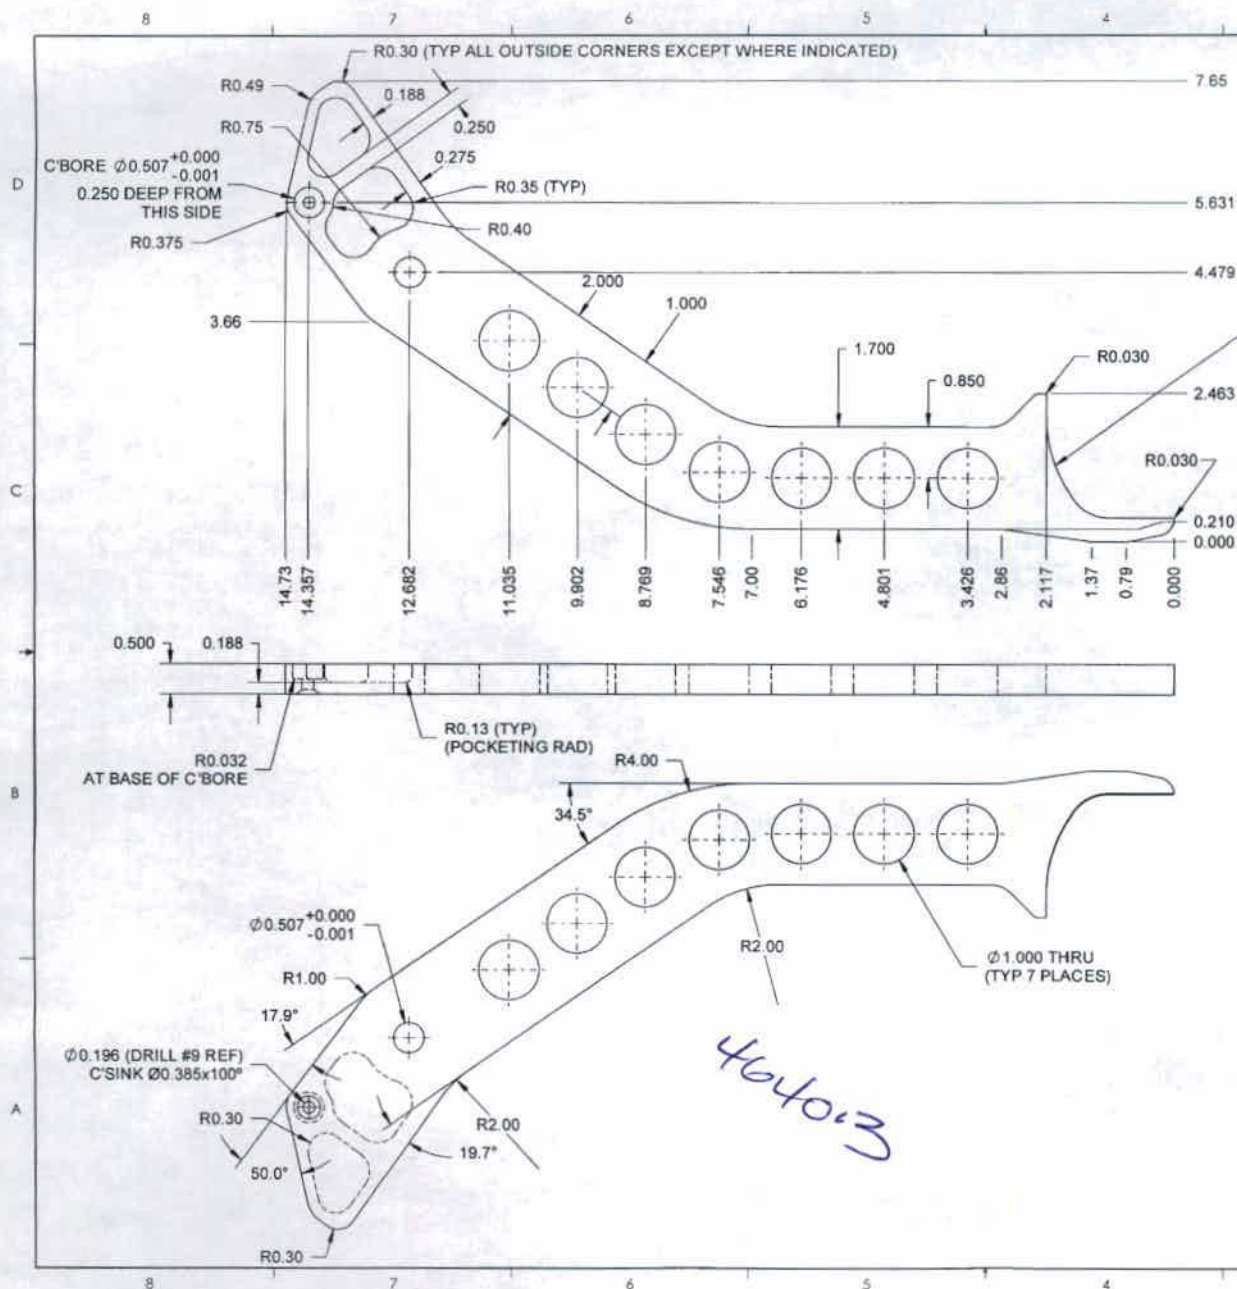 8 7 6 5 4
R0.30 (TYP ALL OUTSIDE CORNERS EXCEPT WHERE INDICATED)
7.65
R0.49
0.188
R0.75
0.250
0.275
C'BORE Ø0.507 +0.000
-0.001
0.250 DEEP FROM
THIS SIDE
D
R0.35 (TYP)
5.631
R0.375
R0.40
4.479
2.000
1.000
3.66
1.700
R0.030
0.850
2.463
R0.030
C
0.210
0.000
14.73
14.357
12.682
11.035
9.902
8.769
7.546
7.00
6.176
4.801
3.426
2.86
2.117
1.37
0.79
0.000
0.500
0.188
R0.13 (TYP)
(POCKETING RAD)
R0.032
AT BASE OF C'BORE
R4.00
B
34.5°
Ø0.507 +0.000
-0.001
R2.00
Ø1.000 THRU
(TYP 7 PLACES)
R1.00
17.9°
Ø0.196 (DRILL #9 REF)
C'SINK Ø0.385x100°
46403
A
R0.30
R2.00
19.7°
50.0°
R0.30
8 7 6 5 4